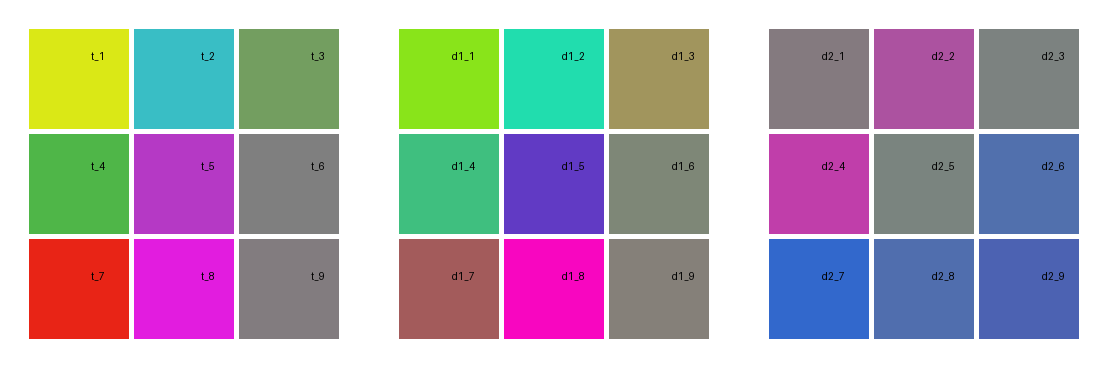 t_1 t_2 t_3 d1_1 d1_2 d1_3 d2_1 d2_2 d2_3
t_4 t_5 t_6 d1_4 d1_5 d1_6 d2_4 d2_5 d2_6
t_7 t_8 t_9 d1_7 d1_8 d1_9 d2_7 d2_8 d2_9